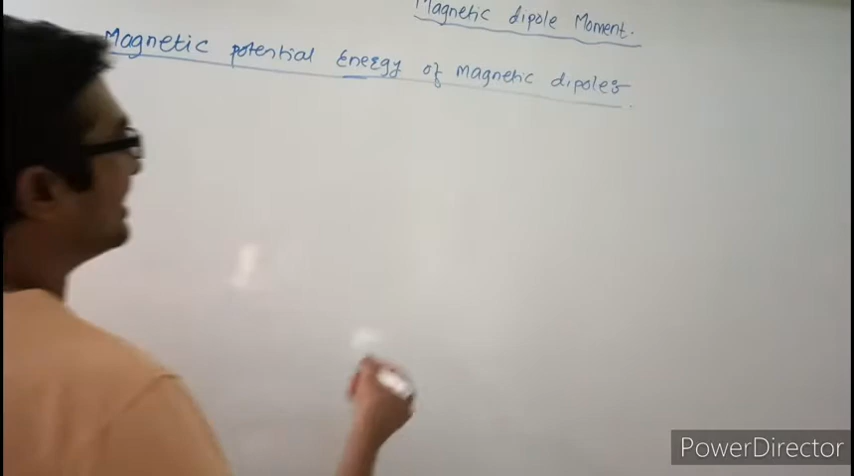 Magnetic dipole Moment.
Magnetic potential Energy of magnetic dipoles.
PowerDirector